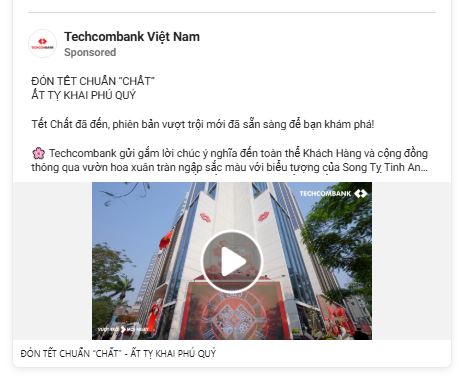 Techcombank Việt Nam
Sponsored
TECHCOMBANK
ĐÓN TẾT CHUẨN “CHẤT”
ẤT TỴ KHAI PHÚ QUÝ
Tết Chất đã đến, phiên bản vượt trội mới đã sẵn sàng để bạn khám phá!
🌸 Techcombank gửi gắm lời chúc ý nghĩa đến toàn thể Khách Hàng và cộng đồng
thông qua vườn hoa xuân tràn ngập sắc màu với biểu tượng của Song Tỵ Tinh An...
TECHCOMBANK
VƯỢT TRỘI HƠN MỖI NGÀY
ĐÓN TẾT CHUẨN “CHẤT” - ẤT TỴ KHAI PHÚ QUÝ